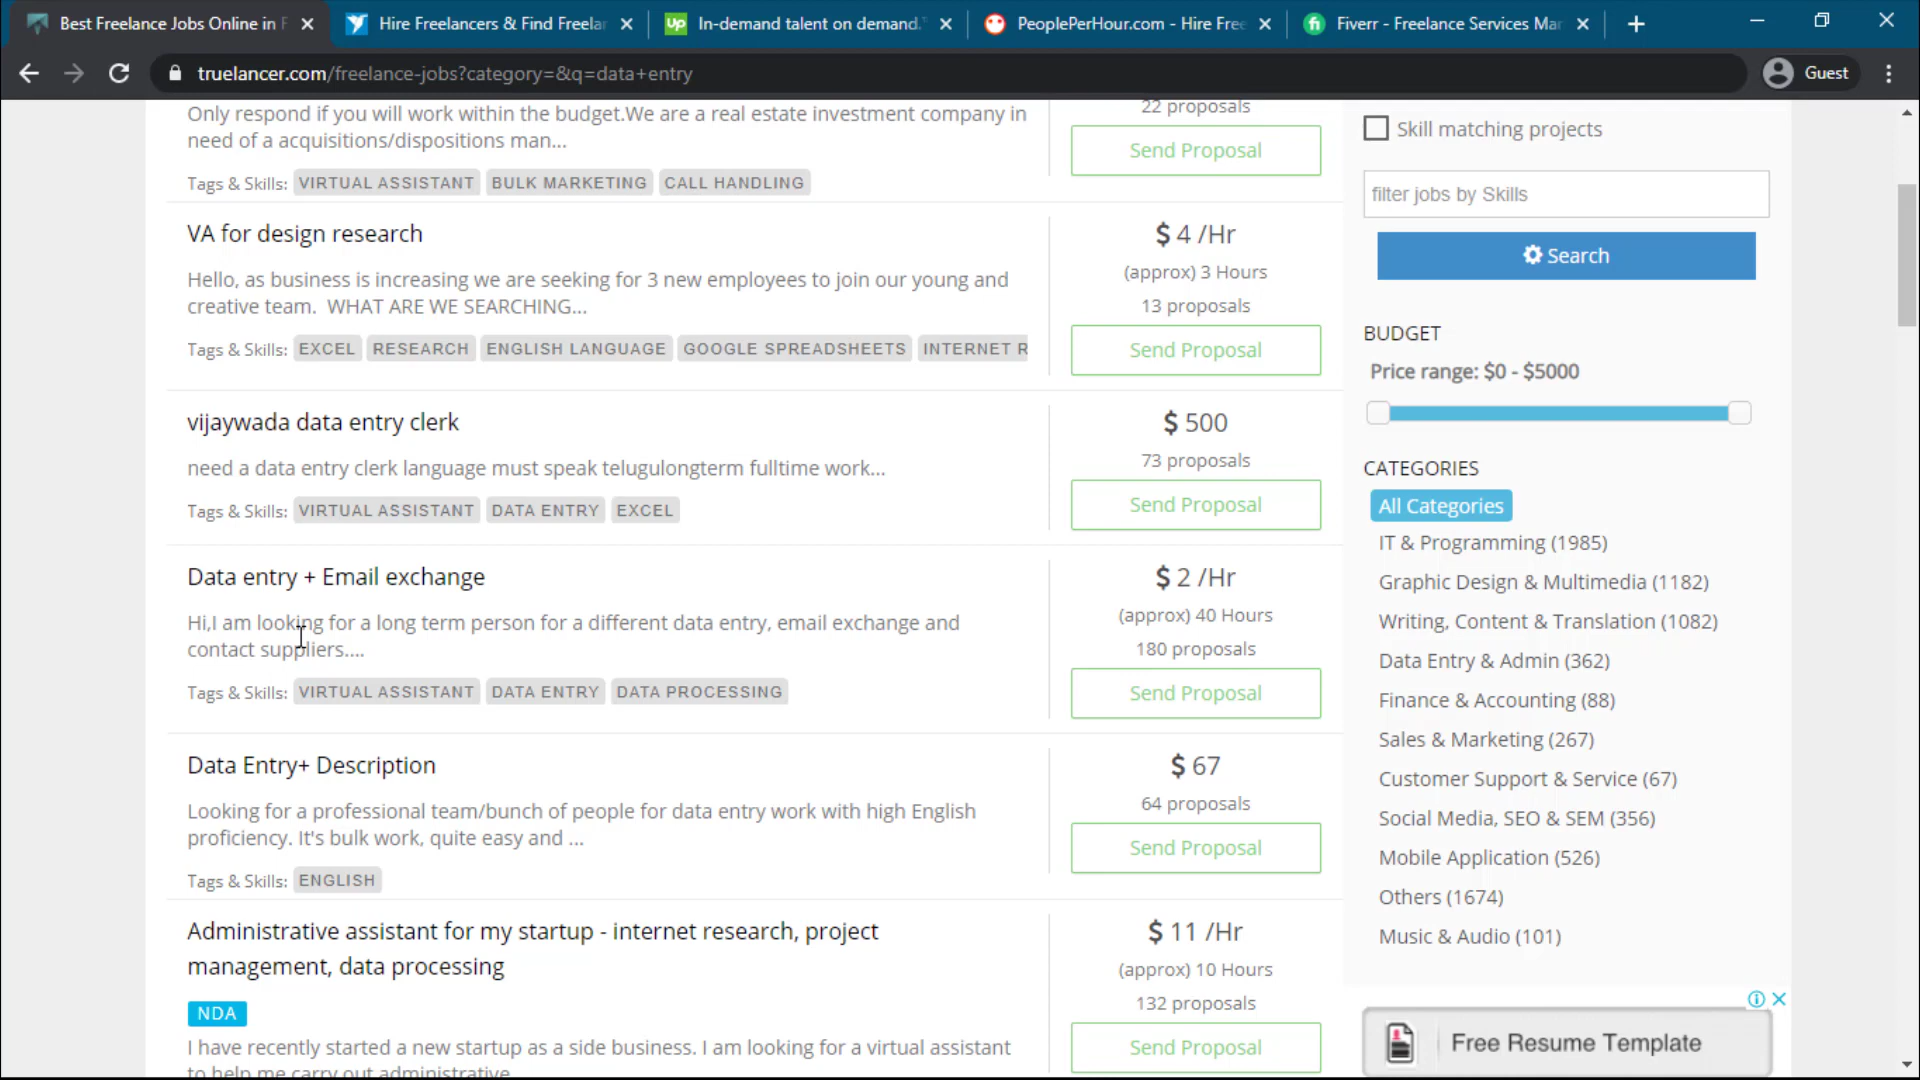 Best Freelance Jobs Online in F
Hire Freelancers & Find Freelar
Up In-demand talent on demand.
PeoplePerHour.com - Hire Free
Fiverr - Freelance Services Mar
truelancer.com/freelance-jobs?category=&q=data+entry
Guest
Only respond if you will work within the budget.We are a real estate investment company in
need of a acquisitions/dispositions man...
Tags & Skills: VIRTUAL ASSISTANT BULK MARKETING CALL HANDLING
22 proposals
Send Proposal
VA for design research
Hello, as business is increasing we are seeking for 3 new employees to join our young and
creative team.  WHAT ARE WE SEARCHING...
Tags & Skills: EXCEL RESEARCH ENGLISH LANGUAGE GOOGLE SPREADSHEETS INTERNET R
$ 4 /Hr
(approx) 3 Hours
13 proposals
Send Proposal
vijaywada data entry clerk
need a data entry clerk language must speak telugulongterm fulltime work...
Tags & Skills: VIRTUAL ASSISTANT DATA ENTRY EXCEL
$ 500
73 proposals
Send Proposal
Data entry + Email exchange
Hi,I am looking for a long term person for a different data entry, email exchange and
contact suppliers....
Tags & Skills: VIRTUAL ASSISTANT DATA ENTRY DATA PROCESSING
$ 2 /Hr
(approx) 40 Hours
180 proposals
Send Proposal
Data Entry+ Description
Looking for a professional team/bunch of people for data entry work with high English
proficiency. It's bulk work, quite easy and ...
Tags & Skills: ENGLISH
$ 67
64 proposals
Send Proposal
Administrative assistant for my startup - internet research, project
management, data processing
NDA
I have recently started a new startup as a side business. I am looking for a virtual assistant
to help me carry out administrative
$ 11 /Hr
(approx) 10 Hours
132 proposals
Send Proposal
Skill matching projects
filter jobs by Skills
Search
BUDGET
Price range: $0 - $5000
CATEGORIES
All Categories
IT & Programming (1985)
Graphic Design & Multimedia (1182)
Writing, Content & Translation (1082)
Data Entry & Admin (362)
Finance & Accounting (88)
Sales & Marketing (267)
Customer Support & Service (67)
Social Media, SEO & SEM (356)
Mobile Application (526)
Others (1674)
Music & Audio (101)
Free Resume Template